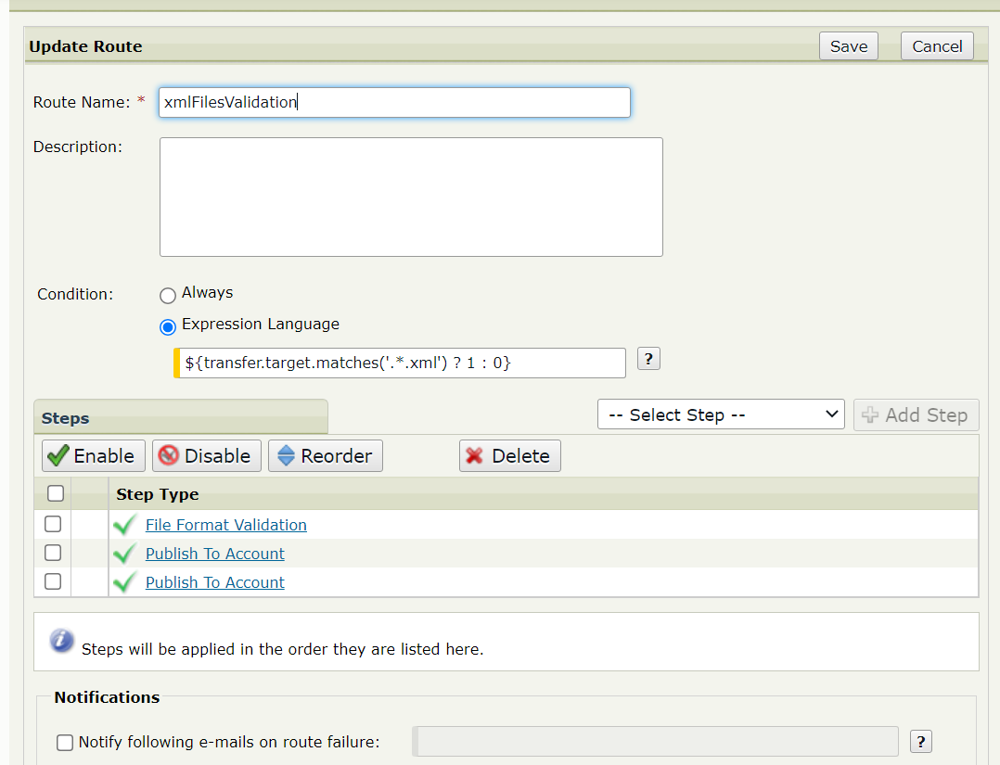 Update Route Save Cancel
Route Name: * xmlFilesValidation
Description:
Condition: Always
Expression Language
${transfer.target.matches('.*.xml') ? 1 : 0} ?
Steps -- Select Step -- Add Step
Enable Disable Reorder Delete
Step Type
File Format Validation
Publish To Account
Publish To Account
Steps will be applied in the order they are listed here.
Notifications
Notify following e-mails on route failure: ?